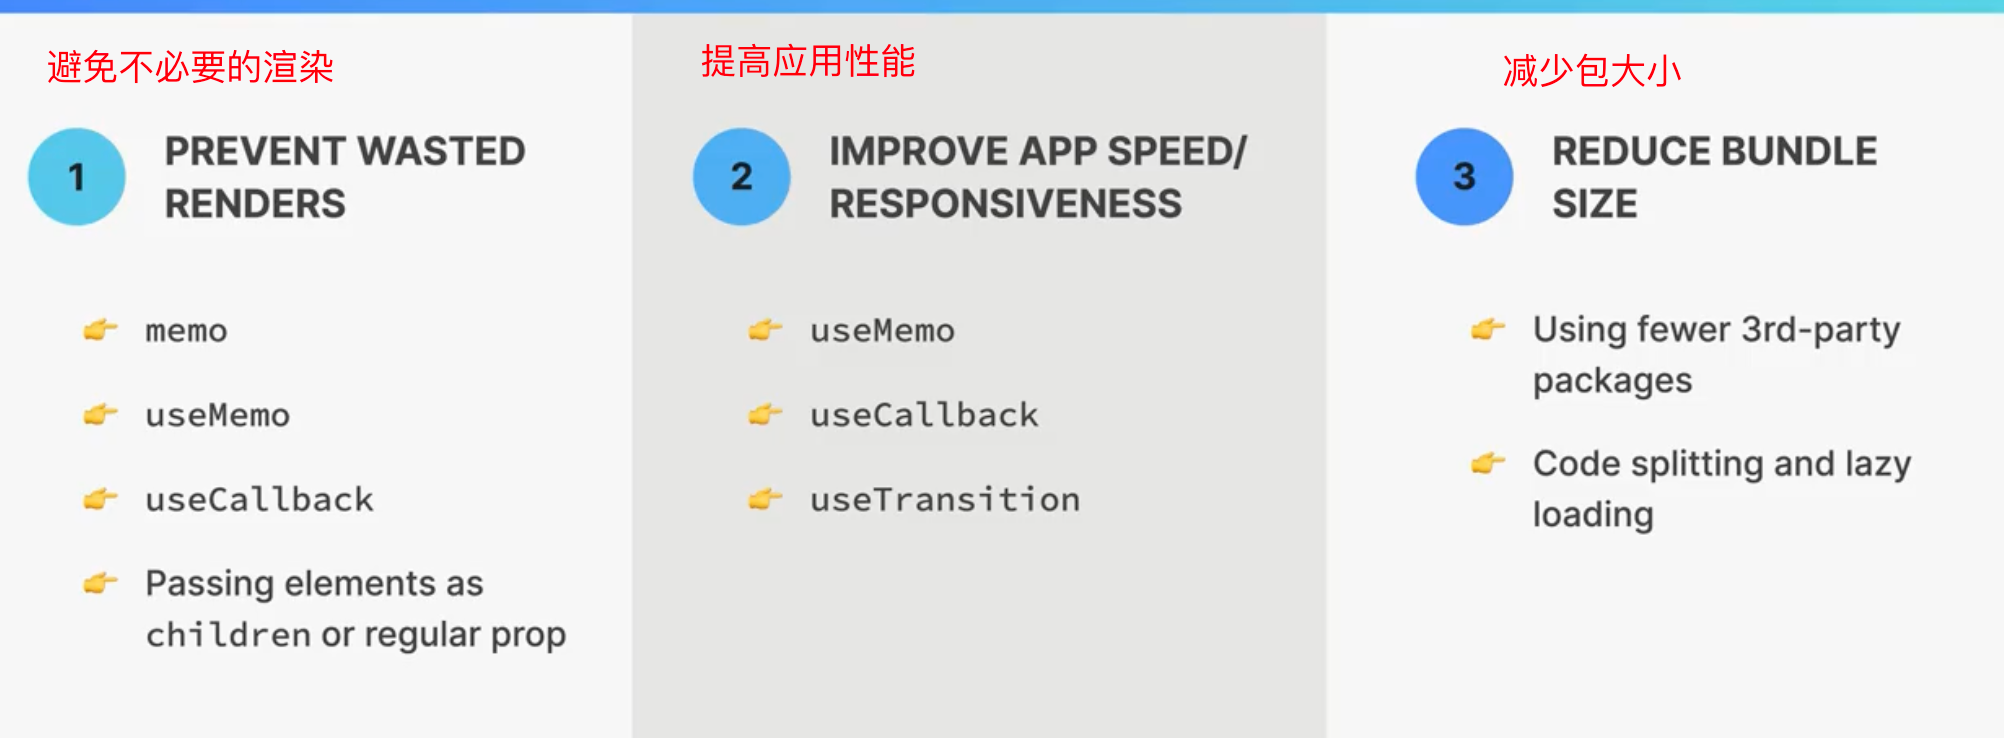 避免不必要的渲染
1
PREVENT WASTED
RENDERS
👉 memo
👉 useMemo
👉 useCallback
👉 Passing elements as
children or regular prop
提高应用性能
2
IMPROVE APP SPEED/
RESPONSIVENESS
👉 useMemo
👉 useCallback
👉 useTransition
减少包大小
3
REDUCE BUNDLE
SIZE
👉 Using fewer 3rd-party
packages
👉 Code splitting and lazy
loading